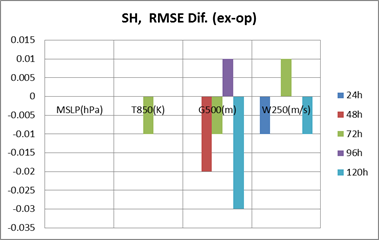 SH, RMSE Dif. (ex-op)
0.015
0.01
0.005
0
-0.005
-0.01
-0.015
-0.02
-0.025
-0.03
-0.035
MSLP(hPa) T850(K) G500(m) W250(m/s)
24h
48h
72h
96h
120h